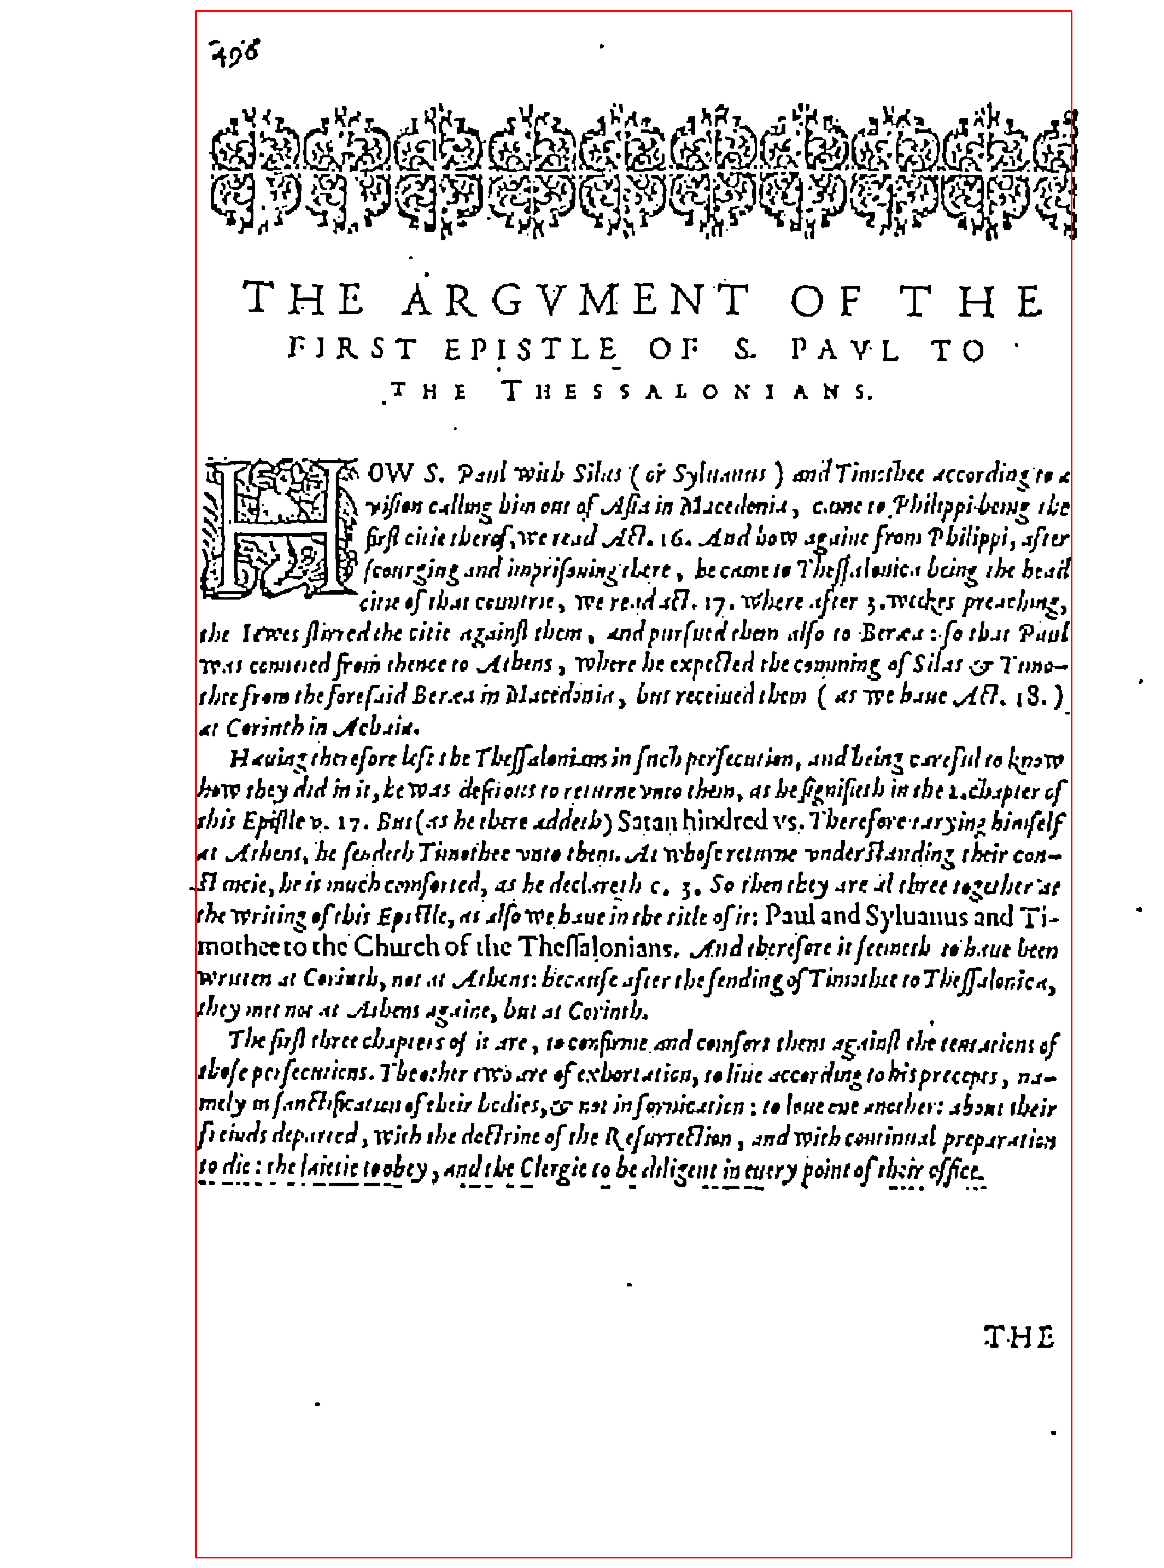 496
THE ARGVMENT OF THE
FIRST EPISTLE OF S. PAVL TO
THE THESSALONIANS.
HOW S. Paul with Silas (or Syluanus) and Timothee according to a
vision calling him out of Asia in Macedonia, came to Philippi being the
first citie therof, we read Act. 16. And how againe from Philippi, after
scourging and imprisoning there, he came to Thessalonica being the head
citie of that countrie, we read act. 17. Where after 3. weekes preaching,
the Iewes stirred the citie against them, and pursued them also to Berœa: so that Paul
was conueied from thence to Athens, where he expected the comming of Silas & Timo-
thee from the foresaid Berœa in Macedonia, but receiued them (as we haue Act. 18.)
at Corinth in Achaia.
Hauing therefore left the Thessalonians in such persecution, and being careful to know
how they did in it, he was desirous to returne vnto them, as he signifieth in the 2. chapter of
this Epistle v. 17. But (as he there addeth) Satan hindred vs. Therefore tarying himself
at Athens, he sendeth Timothee vnto them. At whose returne vnderstanding their con-
stancie, he is much comforted, as he declareth c. 3. So then they are al three together at
the writing of this Epistle, as also we haue in the title of it: Paul and Syluanus and Ti-
mothee to the Church of the Thessalonians. And therefore it seemeth to haue been
written at Corinth, not at Athens: because after the sending of Timothee to Thessalonica,
they met not at Athens againe, but at Corinth.
The first three chapters of it are, to confirme and comfort them against the tentations of
those persecutions. The other two are of exhortation, to liue according to his precepts, na-
mely in sanctification of their bodies, & not in fornication: to loue one another: about their
freinds departed, with the doctrine of the Resurrection, and with continual preparation
to die: the laietie to obey, and the Clergie to be diligent in euery point of their office.
THE